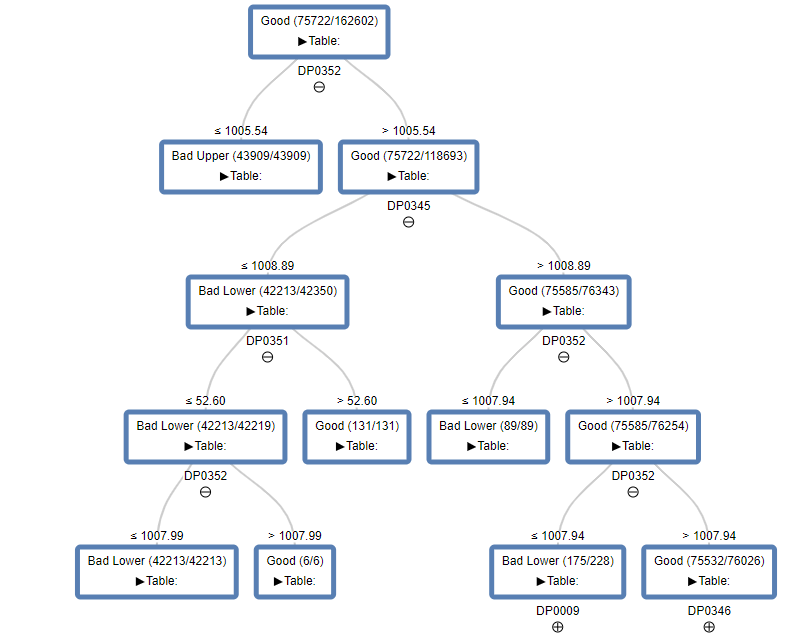 Good (75722/162602)
▶Table:
DP0352
⊖
≤ 1005.54
> 1005.54
Bad Upper (43909/43909)
▶Table:
Good (75722/118693)
▶Table:
DP0345
⊖
≤ 1008.89
> 1008.89
Bad Lower (42213/42350)
▶Table:
Good (75585/76343)
▶Table:
DP0351
⊖
DP0352
⊖
≤ 52.60
> 52.60
≤ 1007.94
> 1007.94
Bad Lower (42213/42219)
▶Table:
Good (131/131)
▶Table:
Bad Lower (89/89)
▶Table:
Good (75585/76254)
▶Table:
DP0352
⊖
DP0352
⊖
≤ 1007.99
> 1007.99
≤ 1007.94
> 1007.94
Bad Lower (42213/42213)
▶Table:
Good (6/6)
▶Table:
Bad Lower (175/228)
▶Table:
Good (75532/76026)
▶Table:
DP0009
⊕
DP0346
⊕